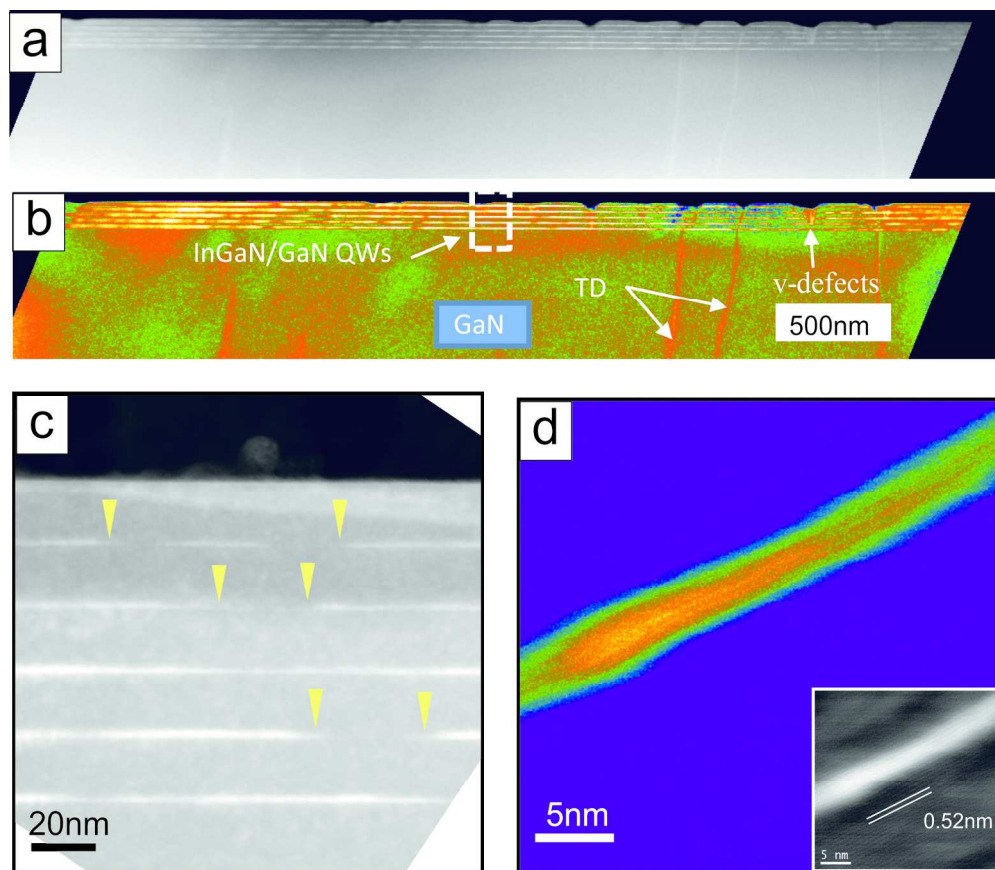 a
b
InGaN/GaN QWs
GaN
TD
v-defects
500nm
c
20nm
d
5nm
0.52nm
5 nm